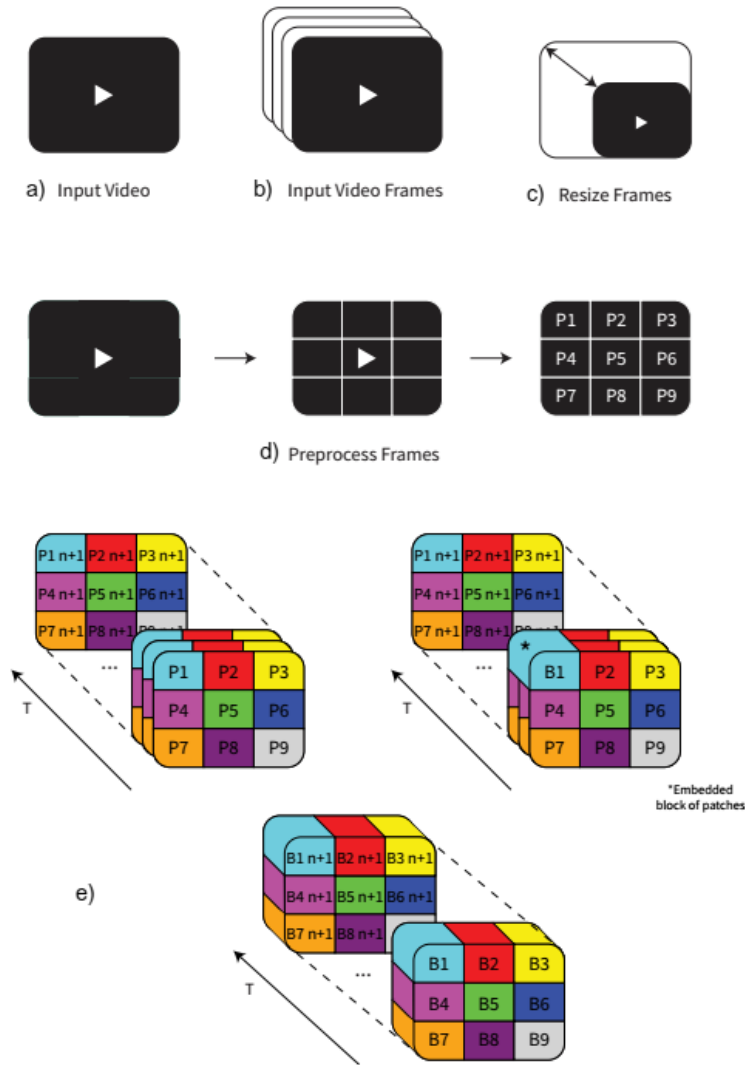 a) Input Video
b) Input Video Frames
c) Resize Frames
P1 P2 P3
P4 P5 P6
P7 P8 P9
d) Preprocess Frames
P1 n+1 P2 n+1 P3 n+1
P4 n+1 P5 n+1 P6 n+1
P7 n+1 P8 n+1
...
T
P1 P2 P3
P4 P5 P6
P7 P8 P9
P1 n+1 P2 n+1 P3 n+1
P4 n+1 P5 n+1 P6 n+1
P7 n+1 P8 n+1
...
T
*
B1 P2 P3
P4 P5 P6
P7 P8 P9
*Embedded
block of patches
e)
B1 n+1 B2 n+1 B3 n+1
B4 n+1 B5 n+1 B6 n+1
B7 n+1 B8 n+1
...
T
B1 B2 B3
B4 B5 B6
B7 B8 B9